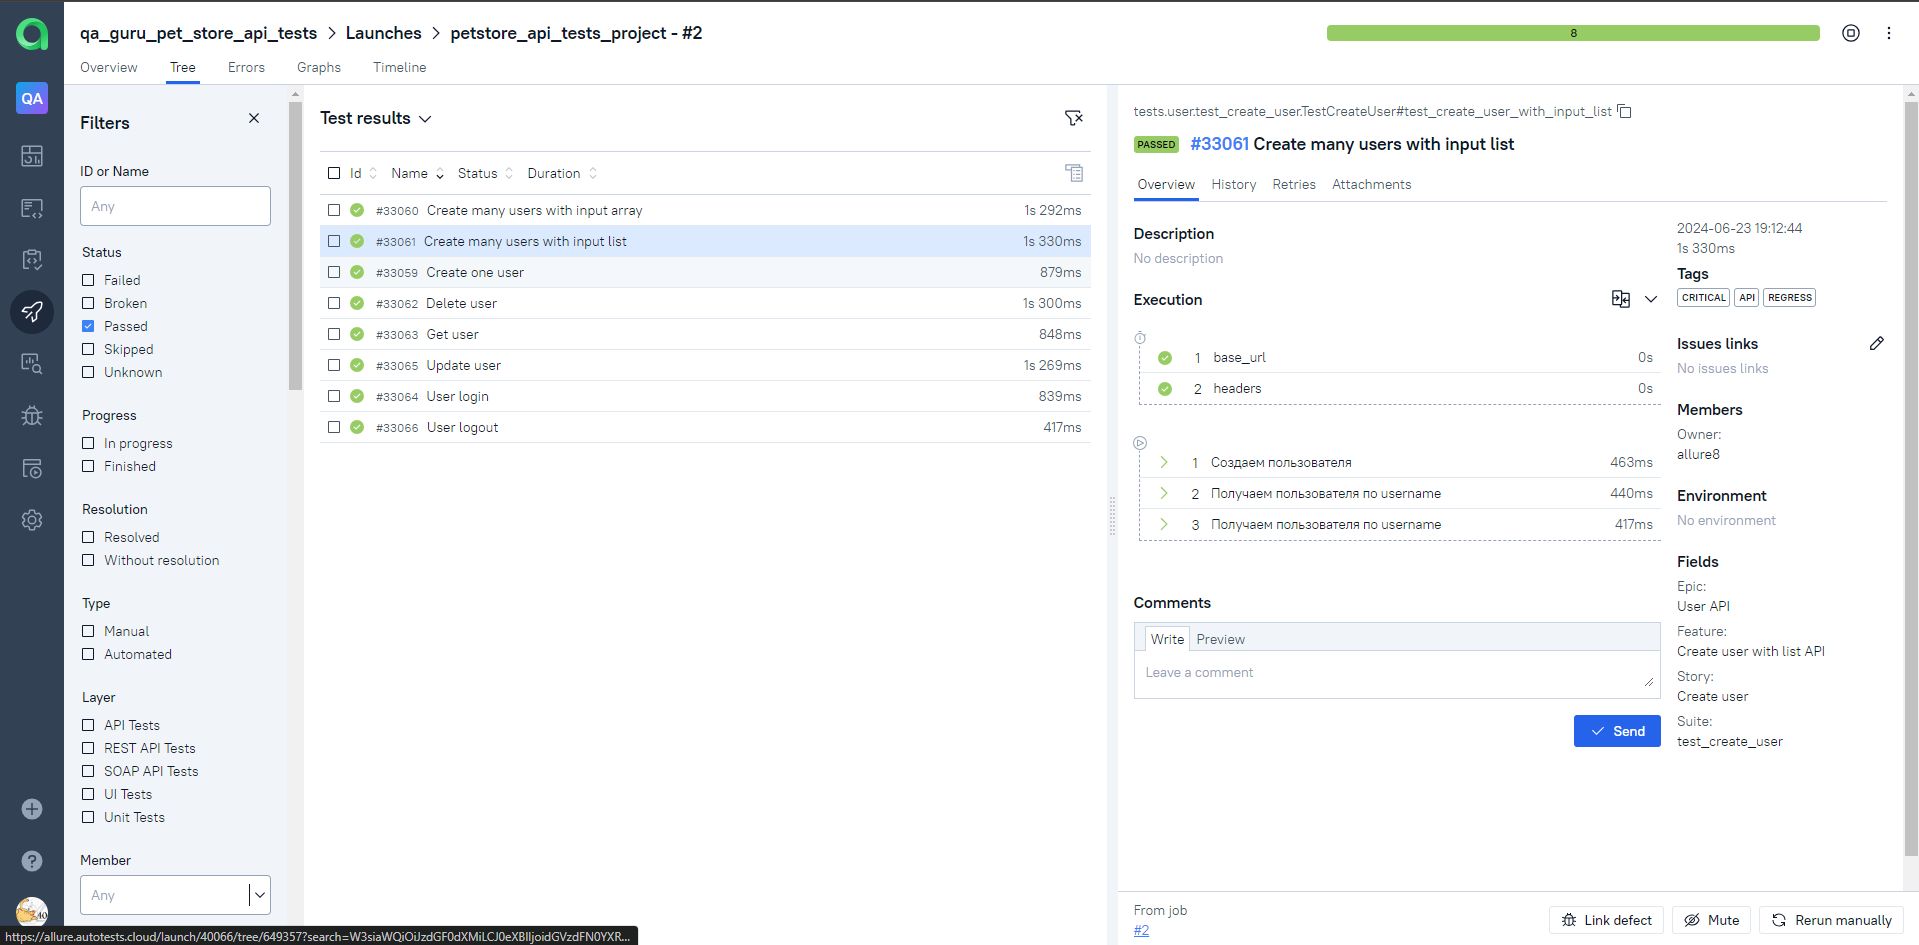 qa_guru_pet_store_api_tests > Launches > petstore_api_tests_project - #2
8
Overview Tree Errors Graphs Timeline
QA
Filters
ID or Name
Any
Status
Failed
Broken
Passed
Skipped
Unknown
Progress
In progress
Finished
Resolution
Resolved
Without resolution
Type
Manual
Automated
Layer
API Tests
REST API Tests
SOAP API Tests
UI Tests
Unit Tests
Member
Any
Test results
Id Name Status Duration
#33060 Create many users with input array 1s 292ms
#33061 Create many users with input list 1s 330ms
#33059 Create one user 879ms
#33062 Delete user 1s 300ms
#33063 Get user 848ms
#33065 Update user 1s 269ms
#33064 User login 839ms
#33066 User logout 417ms
tests.user.test_create_user.TestCreateUser#test_create_user_with_input_list
PASSED #33061 Create many users with input list
Overview History Retries Attachments
Description
No description
Execution
1 base_url 0s
2 headers 0s
1 Создаем пользователя 463ms
2 Получаем пользователя по username 440ms
3 Получаем пользователя по username 417ms
Comments
Write Preview
Leave a comment
Send
2024-06-23 19:12:44
1s 330ms
Tags
CRITICAL API REGRESS
Issues links
No issues links
Members
Owner:
allure8
Environment
No environment
Fields
Epic:
User API
Feature:
Create user with list API
Story:
Create user
Suite:
test_create_user
From job
#2
Link defect Mute Rerun manually